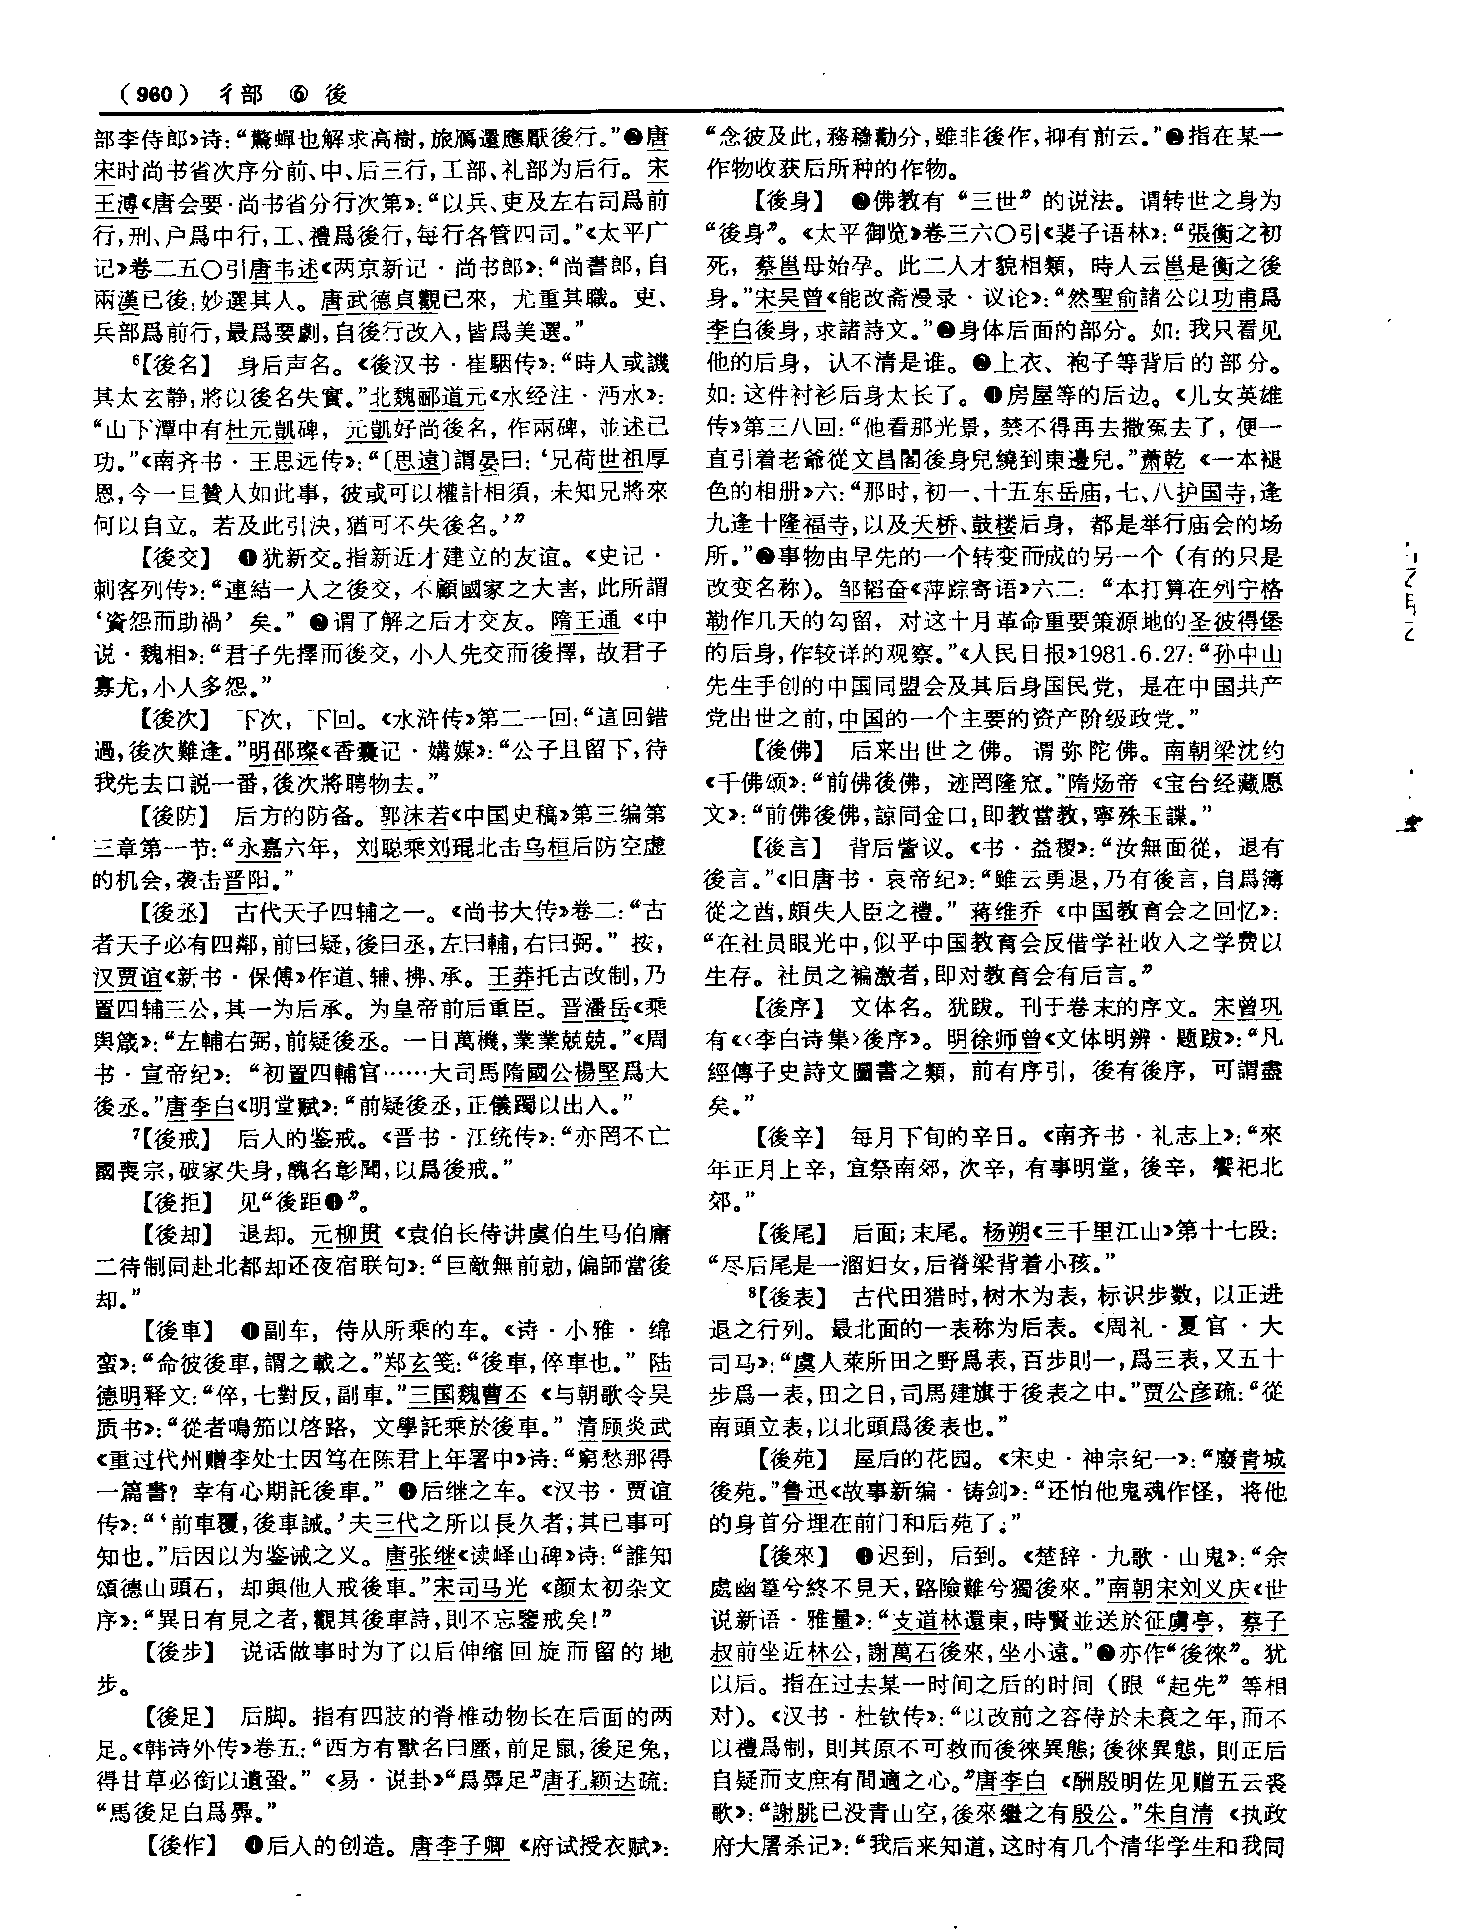 (960) 彳部 ⑥ 後
部李侍郎》诗：“驚蟬也解求高樹，旅鴈還應厭後行。”❷唐
宋时尚书省次序分前、中、后三行，工部、礼部为后行。宋
王溥《唐会要·尚书省分行次第》：“以兵、吏及左右司爲前
行，刑、户爲中行，工、禮爲後行，每行各管四司。”《太平广
记》卷二五〇引唐韦述《两京新记·尚书郎》：“尚書郎，自
兩漢已後，妙選其人。唐武德貞觀已來，尤重其職。吏、
兵部爲前行，最爲要劇，自後行改入，皆爲美選。”
⁶【後名】 身后声名。《後汉书·崔駰传》：“時人或譏
其太玄静，將以後名失實。”北魏郦道元《水经注·沔水》：
“山下潭中有杜元凱碑，元凱好尚後名，作兩碑，並述己
功。”《南齐书·王思远传》：“〔思遠〕謂晏曰：‘兄荷世祖厚
恩，今一旦贊人如此事，彼或可以權計相須，未知兄將來
何以自立。若及此引決，猶可不失後名。’”
【後交】 ❶犹新交。指新近才建立的友谊。《史记·
刺客列传》：“連結一人之後交，不顧國家之大害，此所謂
‘資怨而助禍’矣。”❷谓了解之后才交友。隋王通《中
说·魏相》：“君子先擇而後交，小人先交而後擇，故君子
寡尤，小人多怨。”
【後次】 下次，下回。《水浒传》第二一回：“這回錯
過，後次難逢。”明邵璨《香囊记·媾媒》：“公子且留下，待
我先去口説一番，後次將聘物去。”
【後防】 后方的防备。郭沫若《中国史稿》第三编第
三章第一节：“永嘉六年，刘聪乘刘琨北击乌桓后防空虚
的机会，袭击晋阳。”
【後丞】 古代天子四辅之一。《尚书大传》卷二：“古
者天子必有四鄰，前曰疑，後曰丞，左曰輔，右曰弼。”按，
汉贾谊《新书·保傅》作道、辅、拂、承。王莽托古改制，乃
置四辅三公，其一为后承。为皇帝前后重臣。晋潘岳《乘
舆箴》：“左輔右弼，前疑後丞。一日萬機，業業兢兢。”《周
书·宣帝纪》：“初置四輔官……大司馬隋國公楊堅爲大
後丞。”唐李白《明堂赋》：“前疑後丞，正儀躅以出入。”
⁷【後戒】 后人的鉴戒。《晋书·江统传》：“亦罔不亡
國喪宗，破家失身，醜名彰聞，以爲後戒。”
【後拒】 见“後距❶”。
【後却】 退却。元柳贯《袁伯长侍讲虞伯生马伯庸
二待制同赴北都却还夜宿联句》：“巨敵無前勍，偏師當後
却。”
【後車】 ❶副车，侍从所乘的车。《诗·小雅·绵
蛮》：“命彼後車，謂之載之。”郑玄笺：“後車，倅車也。”陆
德明释文：“倅，七對反，副車。”三国魏曹丕《与朝歌令吴
质书》：“從者鳴笳以啓路，文學託乘於後車。”清顾炎武
《重过代州赠李处士因笃在陈君上年署中》诗：“窮愁那得
一篇書？幸有心期託後車。”❶后继之车。《汉书·贾谊
传》：“‘前車覆，後車誡。’夫三代之所以長久者，其已事可
知也。”后因以为鉴诫之义。唐张继《读峄山碑》诗：“誰知
頌德山頭石，却與他人戒後車。”宋司马光《颜太初杂文
序》：“異日有見之者，觀其後車詩，則不忘鑒戒矣！”
【後步】 说话做事时为了以后伸缩回旋而留的地
步。
【後足】 后脚。指有四肢的脊椎动物长在后面的两
足。《韩诗外传》卷五：“西方有獸名曰蟨，前足鼠，後足兔，
得甘草必銜以遺蛩。”《易·说卦》“爲馵足”唐孔颖达疏：
“馬後足白爲馵。”
【後作】 ❶后人的创造。唐李子卿《府试授衣赋》：
“念彼及此，務穡勸分，雖非後作，抑有前云。”❷指在某一
作物收获后所种的作物。
【後身】 ❶佛教有“三世”的说法。谓转世之身为
“後身”。《太平御览》卷三六〇引《裴子语林》：“張衡之初
死，蔡邕母始孕。此二人才貌相類，時人云邕是衡之後
身。”宋吴曾《能改斋漫录·议论》：“然聖俞諸公以功甫爲
李白後身，求諸詩文。”❷身体后面的部分。如：我只看见
他的后身，认不清是谁。❸上衣、袍子等背后的部分。
如：这件衬衫后身太长了。❹房屋等的后边。《儿女英雄
传》第三八回：“他看那光景，禁不得再去撒冤去了，便一
直引着老爺從文昌閣後身兒繞到東邊兒。”萧乾《一本褪
色的相册》六：“那时，初一、十五东岳庙，七、八护国寺，逢
九逢十隆福寺，以及天桥、鼓楼后身，都是举行庙会的场
所。”❺事物由早先的一个转变而成的另一个（有的只是
改变名称）。邹韬奋《萍踪寄语》六二：“本打算在列宁格
勒作几天的勾留，对这十月革命重要策源地的圣彼得堡
的后身，作较详的观察。”《人民日报》1981.6.27：“孙中山
先生手创的中国同盟会及其后身国民党，是在中国共产
党出世之前，中国的一个主要的资产阶级政党。”
【後佛】 后来出世之佛。谓弥陀佛。南朝梁沈约
《千佛颂》：“前佛後佛，迹罔隆窊。”隋炀帝《宝台经藏愿
文》：“前佛後佛，諒同金口，即教當教，寧殊玉諜。”
【後言】 背后訾议。《书·益稷》：“汝無面從，退有
後言。”《旧唐书·哀帝纪》：“雖云勇退，乃有後言，自爲簿
從之酋，頗失人臣之禮。”蒋维乔《中国教育会之回忆》：
“在社员眼光中，似乎中国教育会反借学社收入之学费以
生存。社员之褊激者，即对教育会有后言。”
【後序】 文体名。犹跋。刊于卷末的序文。宋曾巩
有《〈李白诗集〉後序》。明徐师曾《文体明辨·题跋》：“凡
經傳子史詩文圖書之類，前有序引，後有後序，可謂盡
矣。”
【後辛】 每月下旬的辛日。《南齐书·礼志上》：“來
年正月上辛，宜祭南郊，次辛，有事明堂，後辛，饗祀北
郊。”
【後尾】 后面；末尾。杨朔《三千里江山》第十七段：
“尽后尾是一溜妇女，后脊梁背着小孩。”
⁸【後表】 古代田猎时，树木为表，标识步数，以正进
退之行列。最北面的一表称为后表。《周礼·夏官·大
司马》：“虞人萊所田之野爲表，百步則一，爲三表，又五十
步爲一表，田之日，司馬建旗于後表之中。”贾公彦疏：“從
南頭立表，以北頭爲後表也。”
【後苑】 屋后的花园。《宋史·神宗纪一》：“廢青城
後苑。”鲁迅《故事新编·铸剑》：“还怕他鬼魂作怪，将他
的身首分埋在前门和后苑了；”
【後來】 ❶迟到，后到。《楚辞·九歌·山鬼》：“余
處幽篁兮終不見天，路險難兮獨後來。”南朝宋刘义庆《世
说新语·雅量》：“支道林還東，時賢並送於征虜亭，蔡子
叔前坐近林公，謝萬石後來，坐小遠。”❷亦作“後徠”。犹
以后。指在过去某一时间之后的时间（跟“起先”等相
对）。《汉书·杜钦传》：“以改前之容侍於未衰之年，而不
以禮爲制，則其原不可救而後徠異態；後徠異態，則正后
自疑而支庶有間適之心。”唐李白《酬殷明佐见赠五云裘
歌》：“謝朓已没青山空，後來繼之有殷公。”朱自清《执政
府大屠杀记》：“我后来知道，这时有几个清华学生和我同